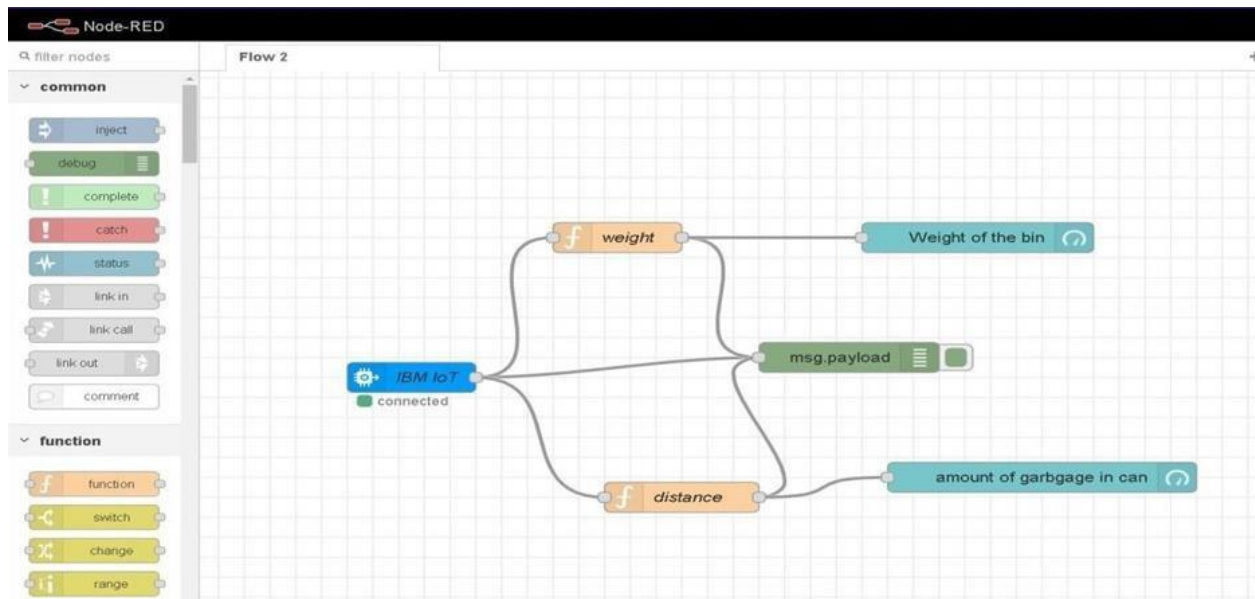 Node-RED
filter nodes
Flow 2
common
inject
debug
complete
catch
status
link in
link call
link out
comment
function
function
switch
change
range
weight
Weight of the bin
msg.payload
IBM IoT
connected
distance
amount of garbgage in can